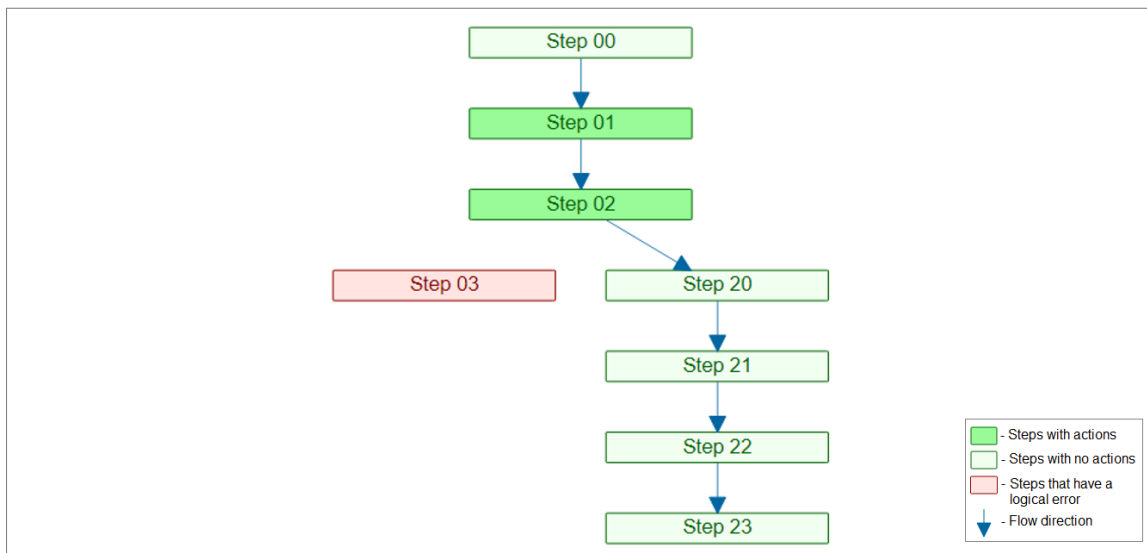 Step 00
Step 01
Step 02
Step 03
Step 20
Step 21
Step 22
Step 23
- Steps with actions
- Steps with no actions
- Steps that have a
logical error
- Flow direction